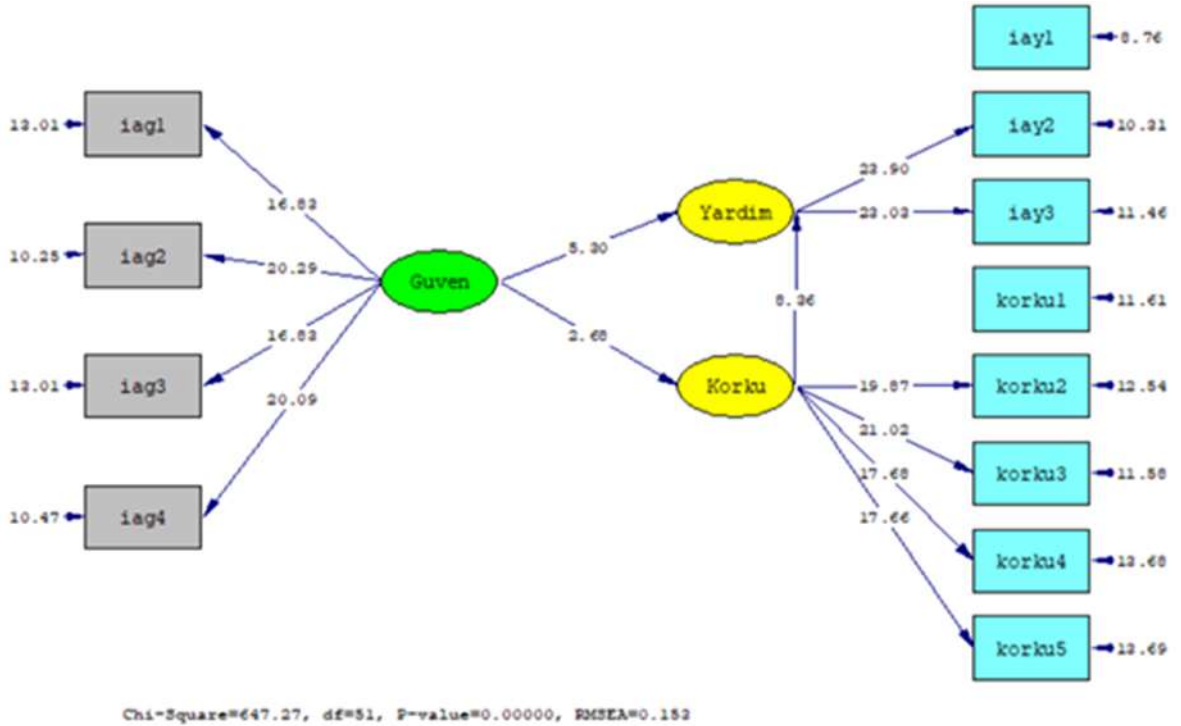 iay1
8.76
13.01
iag1
iay2
10.31
16.83
23.90
Yardim
23.03
iay3
11.46
10.25
iag2
20.29
5.30
Guven
8.36
korku1
11.61
16.83
2.68
13.01
iag3
20.09
Korku
19.87
korku2
12.54
21.02
17.68
korku3
11.58
10.47
iag4
17.66
korku4
13.68
korku5
13.69
Chi-Square=647.27, df=51, P-value=0.00000, RMSEA=0.153